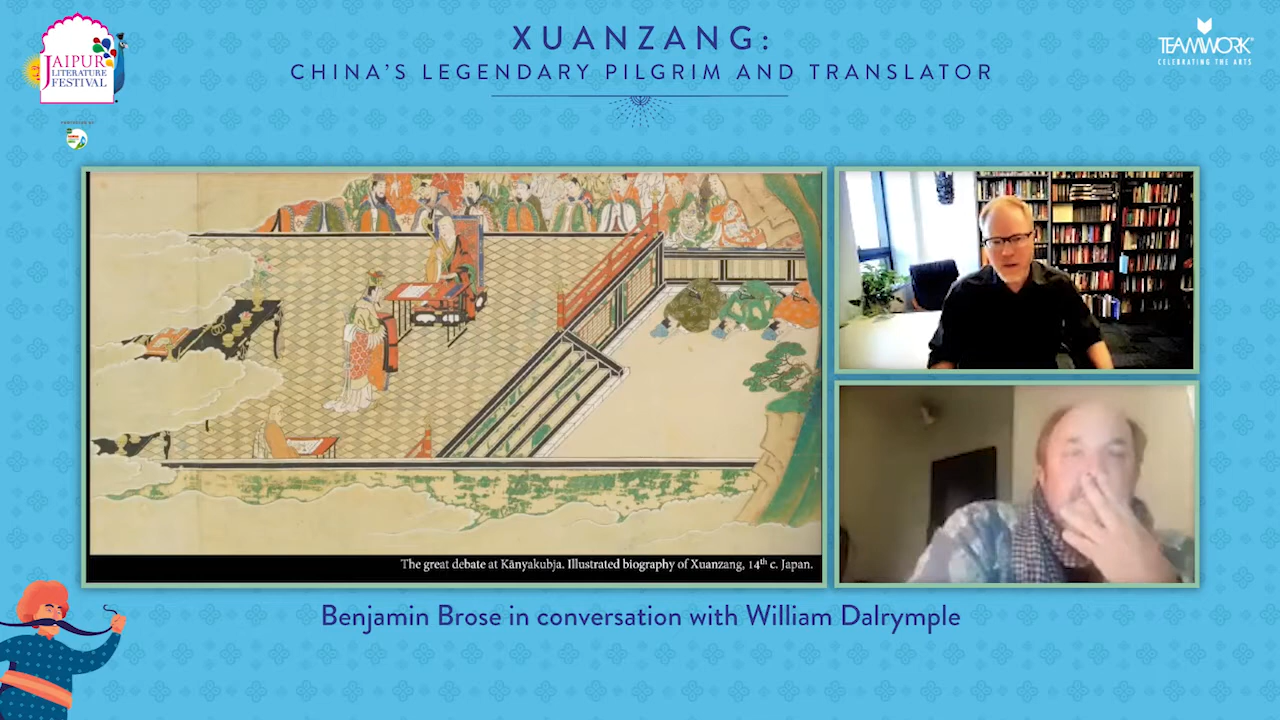 XUANZANG:
CHINA'S LEGENDARY PILGRIM AND TRANSLATOR
JAIPUR
LITERATURE
FESTIVAL
TEAMWORK
CELEBRATING THE ARTS
The great debate at Kānyakubja. Illustrated biography of Xuanzang, 14th c. Japan.
Benjamin Brose in conversation with William Dalrymple